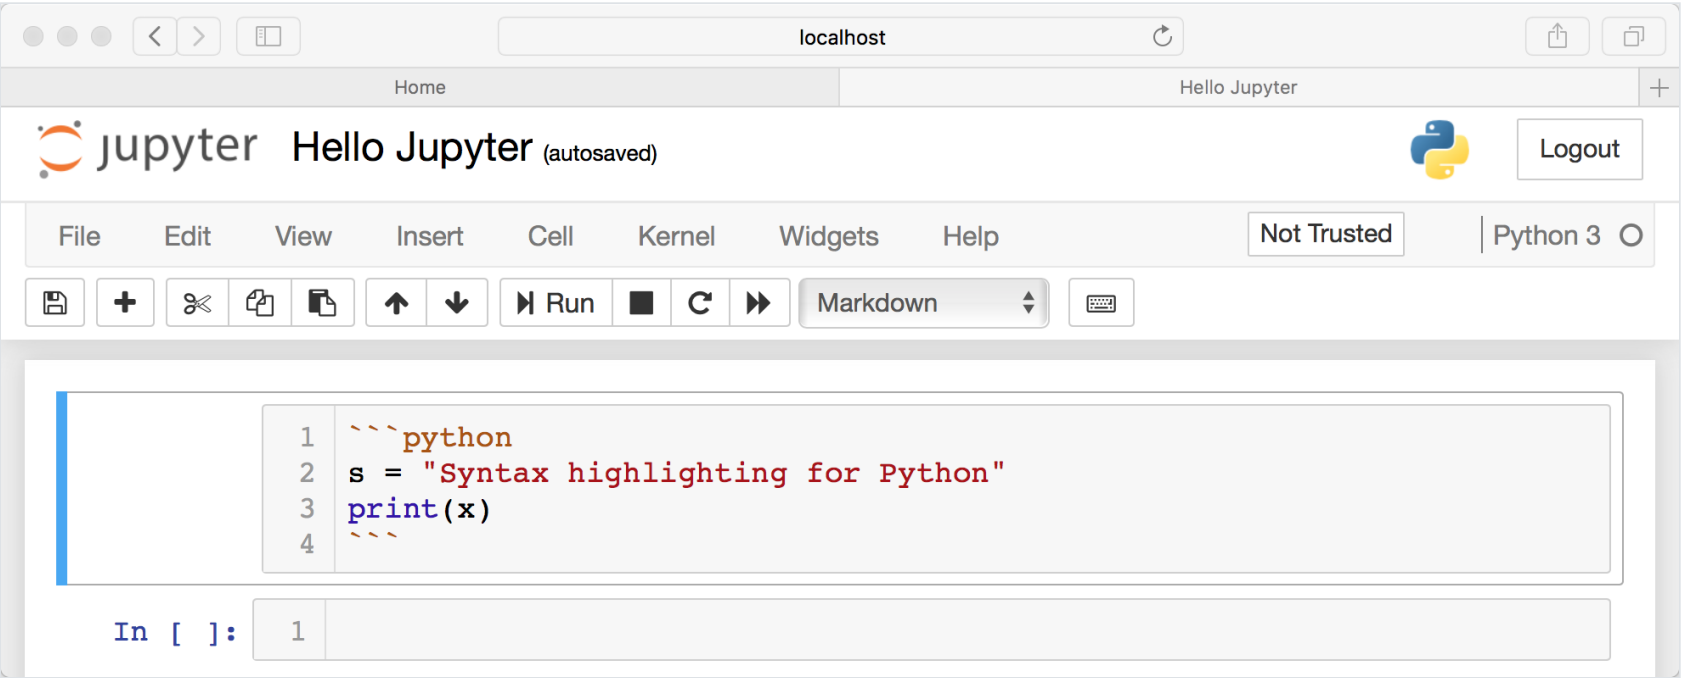 localhost
Home Hello Jupyter
jupyter Hello Jupyter (autosaved) Logout
File Edit View Insert Cell Kernel Widgets Help Not Trusted Python 3
Run Markdown
1 ```python
2 s = "Syntax highlighting for Python"
3 print(x)
4 ```
In [ ]: 1